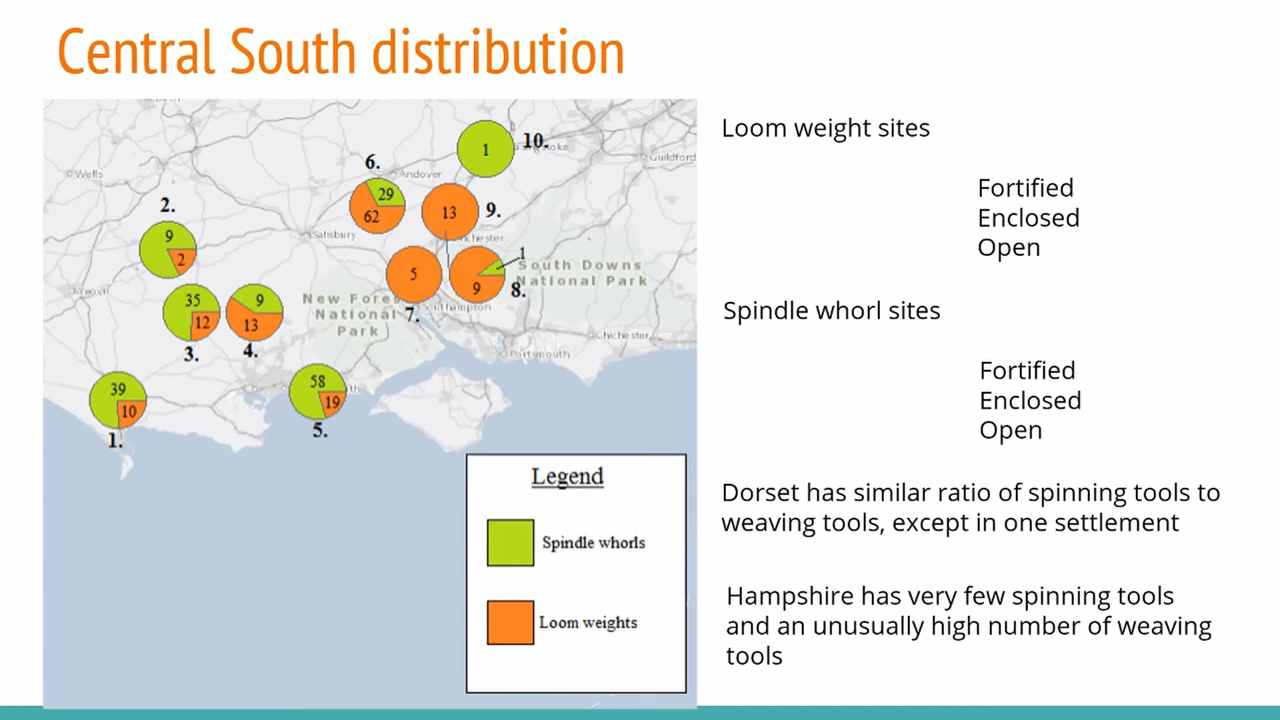 Central South distribution
Wells
Andover
Guildford
Salisbury
South Downs
National Park
New Fores
National
Park
Southampton
Chichester
Portsmouth
1.
39
10
2.
9
2
3.
35
12
4.
9
13
5.
58
19
6.
29
62
7.
5
8.
1
9
9.
13
10.
1
Legend
Spindle whorls
Loom weights
Loom weight sites
Fortified
Enclosed
Open
Spindle whorl sites
Fortified
Enclosed
Open
Dorset has similar ratio of spinning tools to
weaving tools, except in one settlement
Hampshire has very few spinning tools
and an unusually high number of weaving
tools